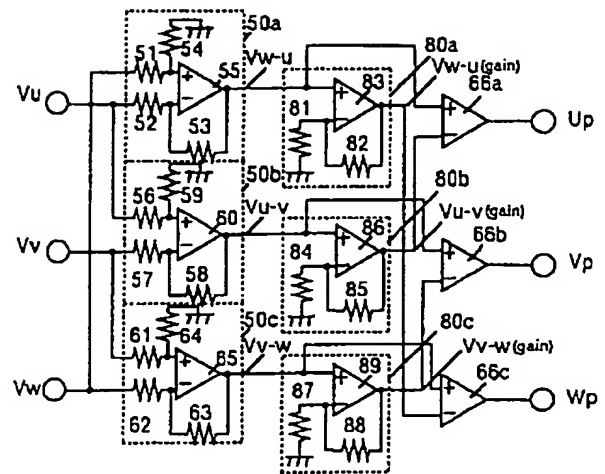 50a
54
51
55
Vw-u
80a
Vw-u(gain)
+
−
Vu
52
53
81
+
−
83
82
66a
+
−
Up
50b
59
56
60
Vu-v
80b
Vu-v(gain)
+
−
Vv
57
58
84
+
−
86
85
66b
+
−
Vp
50c
64
61
65
Vv-w
80c
Vv-w(gain)
+
−
Vw
62
63
87
+
−
89
88
66c
+
−
Wp